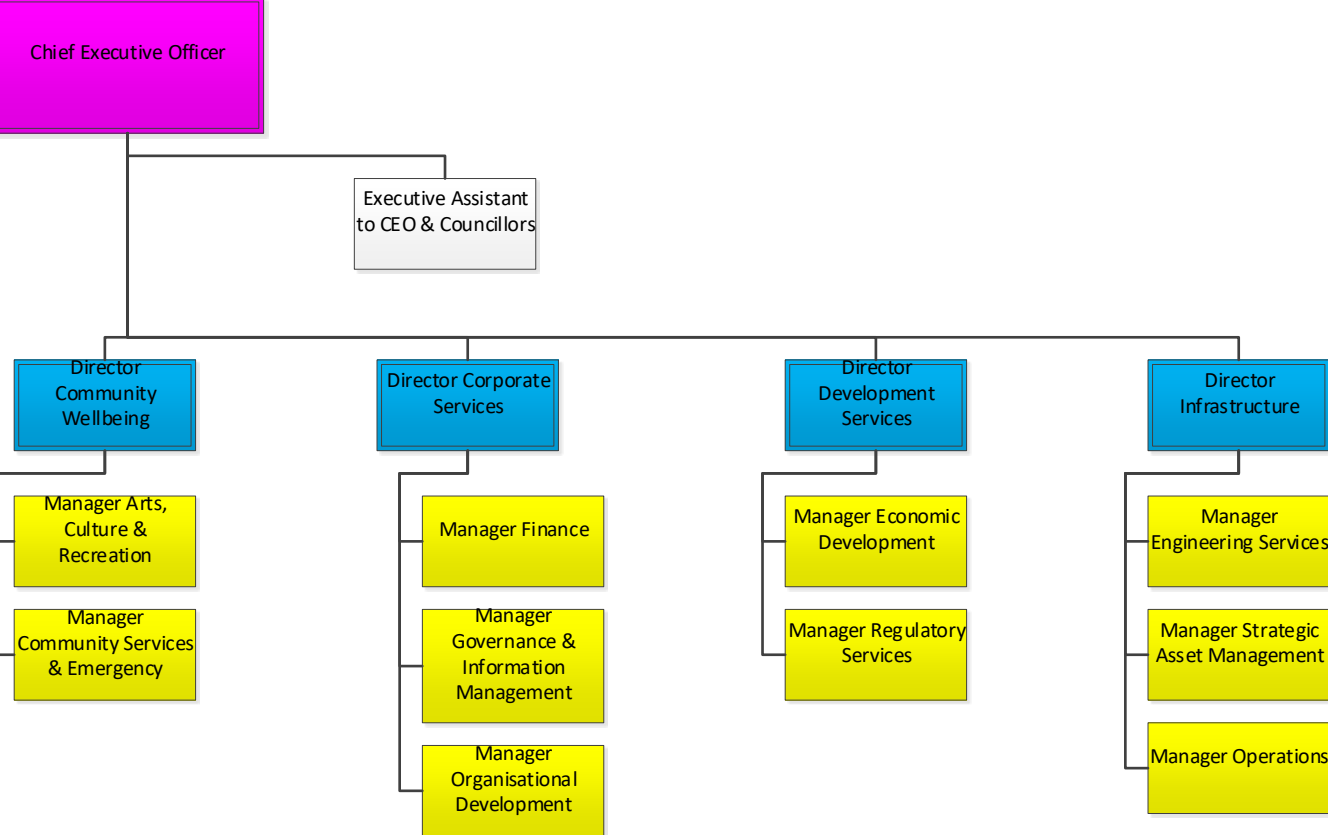 Chief Executive Officer
Executive Assistant
to CEO & Councillors
Director
Community
Wellbeing
Director Corporate
Services
Director
Development
Services
Director
Infrastructure
Manager Arts,
Culture &
Recreation
Manager Finance
Manager Economic
Development
Manager
Engineering Services
Manager
Community Services
& Emergency
Manager
Governance &
Information
Management
Manager Regulatory
Services
Manager Strategic
Asset Management
Manager
Organisational
Development
Manager Operations